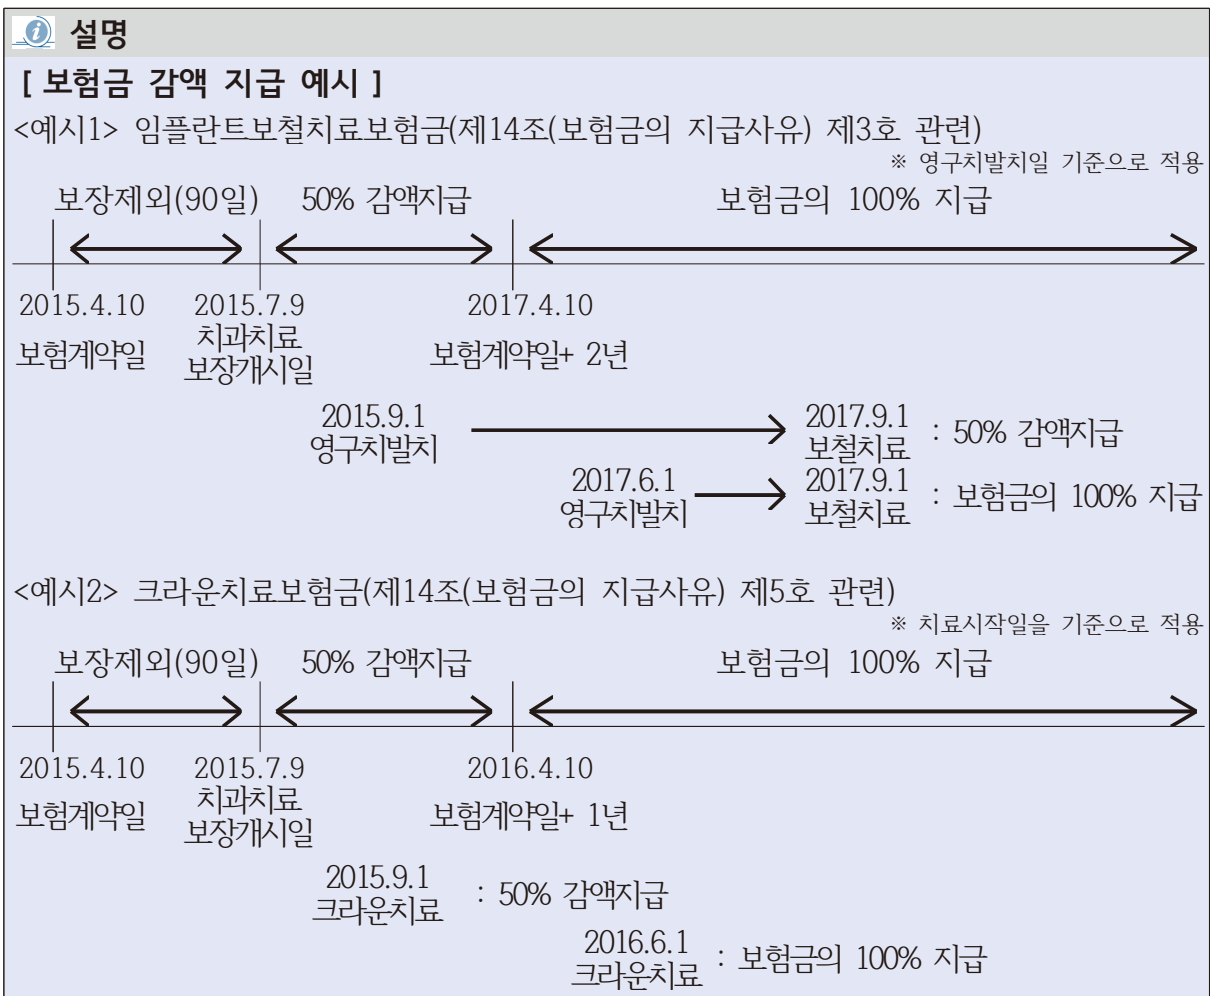 설명
[ 보험금 감액 지급 예시 ]
<예시1> 임플란트보철치료보험금(제14조(보험금의 지급사유) 제3호 관련)
※ 영구치발치일 기준으로 적용
보장제외(90일) 50% 감액지급 보험금의 100% 지급
2015.4.10 2015.7.9 2017.4.10
보험계약일 치과치료 보장개시일 보험계약일+ 2년
2015.9.1 영구치발치 2017.9.1 보철치료 : 50% 감액지급
2017.6.1 영구치발치 2017.9.1 보철치료 : 보험금의 100% 지급
<예시2> 크라운치료보험금(제14조(보험금의 지급사유) 제5호 관련)
※ 치료시작일을 기준으로 적용
보장제외(90일) 50% 감액지급 보험금의 100% 지급
2015.4.10 2015.7.9 2016.4.10
보험계약일 치과치료 보장개시일 보험계약일+ 1년
2015.9.1 크라운치료 : 50% 감액지급
2016.6.1 크라운치료 : 보험금의 100% 지급